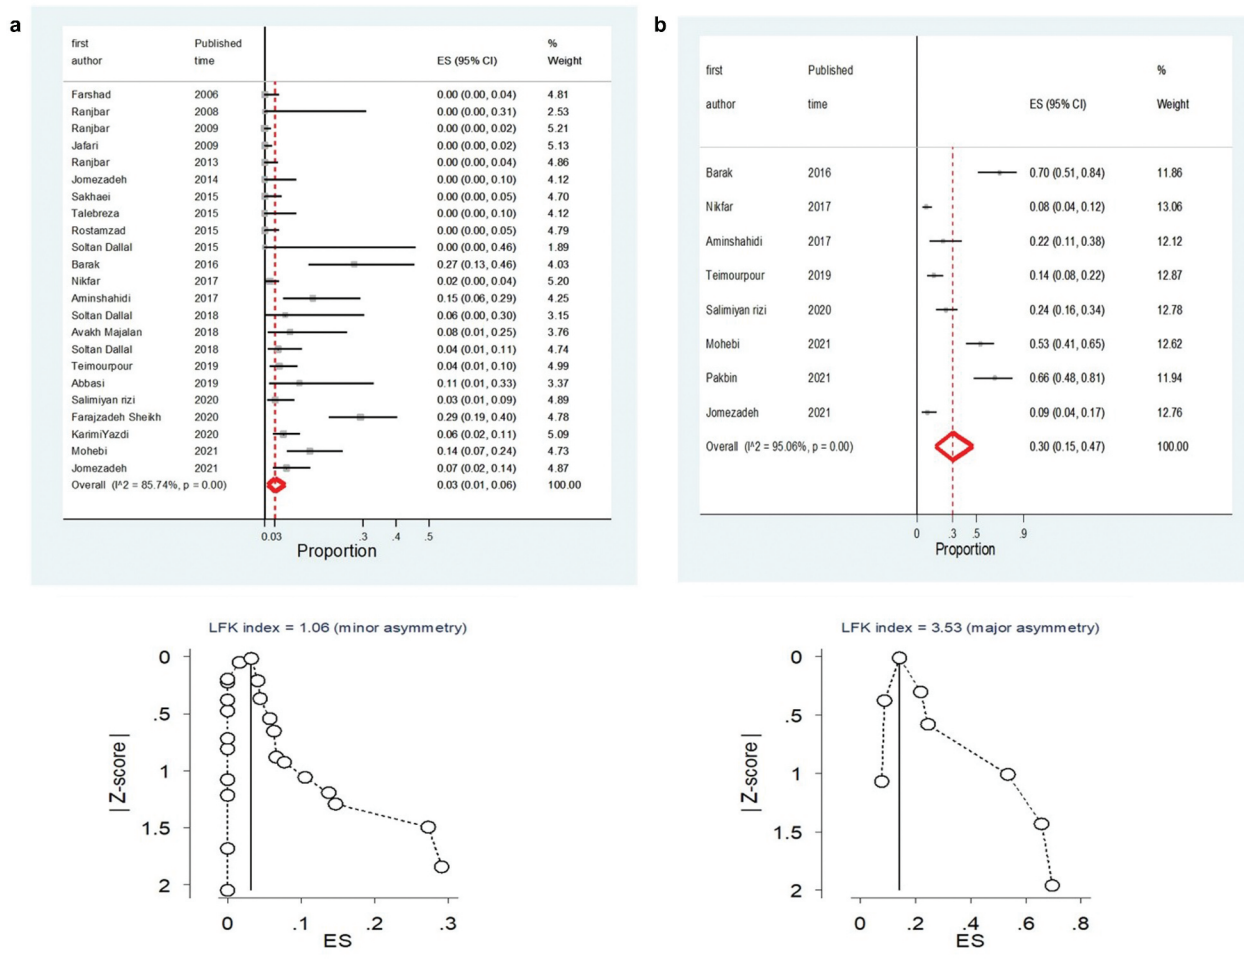 a
first Published %
author time ES (95% CI) Weight
Farshad 2006 0.00 (0.00, 0.04) 4.81
Ranjbar 2008 0.00 (0.00, 0.31) 2.53
Ranjbar 2009 0.00 (0.00, 0.02) 5.21
Jafari 2009 0.00 (0.00, 0.02) 5.13
Ranjbar 2013 0.00 (0.00, 0.04) 4.86
Jomezadeh 2014 0.00 (0.00, 0.10) 4.12
Sakhaei 2015 0.00 (0.00, 0.05) 4.70
Talebreza 2015 0.00 (0.00, 0.10) 4.12
Rostamzad 2015 0.00 (0.00, 0.05) 4.79
Soltan Dallal 2015 0.00 (0.00, 0.46) 1.89
Barak 2016 0.27 (0.13, 0.46) 4.03
Nikfar 2017 0.02 (0.00, 0.04) 5.20
Aminshahidi 2017 0.15 (0.06, 0.29) 4.25
Soltan Dallal 2018 0.06 (0.00, 0.30) 3.15
Avakh Majalan 2018 0.08 (0.01, 0.25) 3.76
Soltan Dallal 2018 0.04 (0.01, 0.11) 4.74
Teimourpour 2019 0.04 (0.01, 0.10) 4.99
Abbasi 2019 0.11 (0.01, 0.33) 3.37
Salimiyan rizi 2020 0.03 (0.01, 0.09) 4.89
Farajzadeh Sheikh 2020 0.29 (0.19, 0.40) 4.78
KarimiYazdi 2020 0.06 (0.02, 0.11) 5.09
Mohebi 2021 0.14 (0.07, 0.24) 4.73
Jomezadeh 2021 0.07 (0.02, 0.14) 4.87
Overall (I^2 = 85.74%, p = 0.00) 0.03 (0.01, 0.06) 100.00
0.03 .3 .4 .5
Proportion
b
first Published %
author time ES (95% CI) Weight
Barak 2016 0.70 (0.51, 0.84) 11.86
Nikfar 2017 0.08 (0.04, 0.12) 13.06
Aminshahidi 2017 0.22 (0.11, 0.38) 12.12
Teimourpour 2019 0.14 (0.08, 0.22) 12.87
Salimiyan rizi 2020 0.24 (0.16, 0.34) 12.78
Mohebi 2021 0.53 (0.41, 0.65) 12.62
Pakbin 2021 0.66 (0.48, 0.81) 11.94
Jomezadeh 2021 0.09 (0.04, 0.17) 12.76
Overall (I^2 = 95.06%, p = 0.00) 0.30 (0.15, 0.47) 100.00
0 .3 .5 .9
Proportion
LFK index = 1.06 (minor asymmetry)
|Z-score|
0
.5
1
1.5
2
0 .1 .2 .3
ES
LFK index = 3.53 (major asymmetry)
|Z-score|
0
.5
1
1.5
2
0 .2 .4 .6 .8
ES